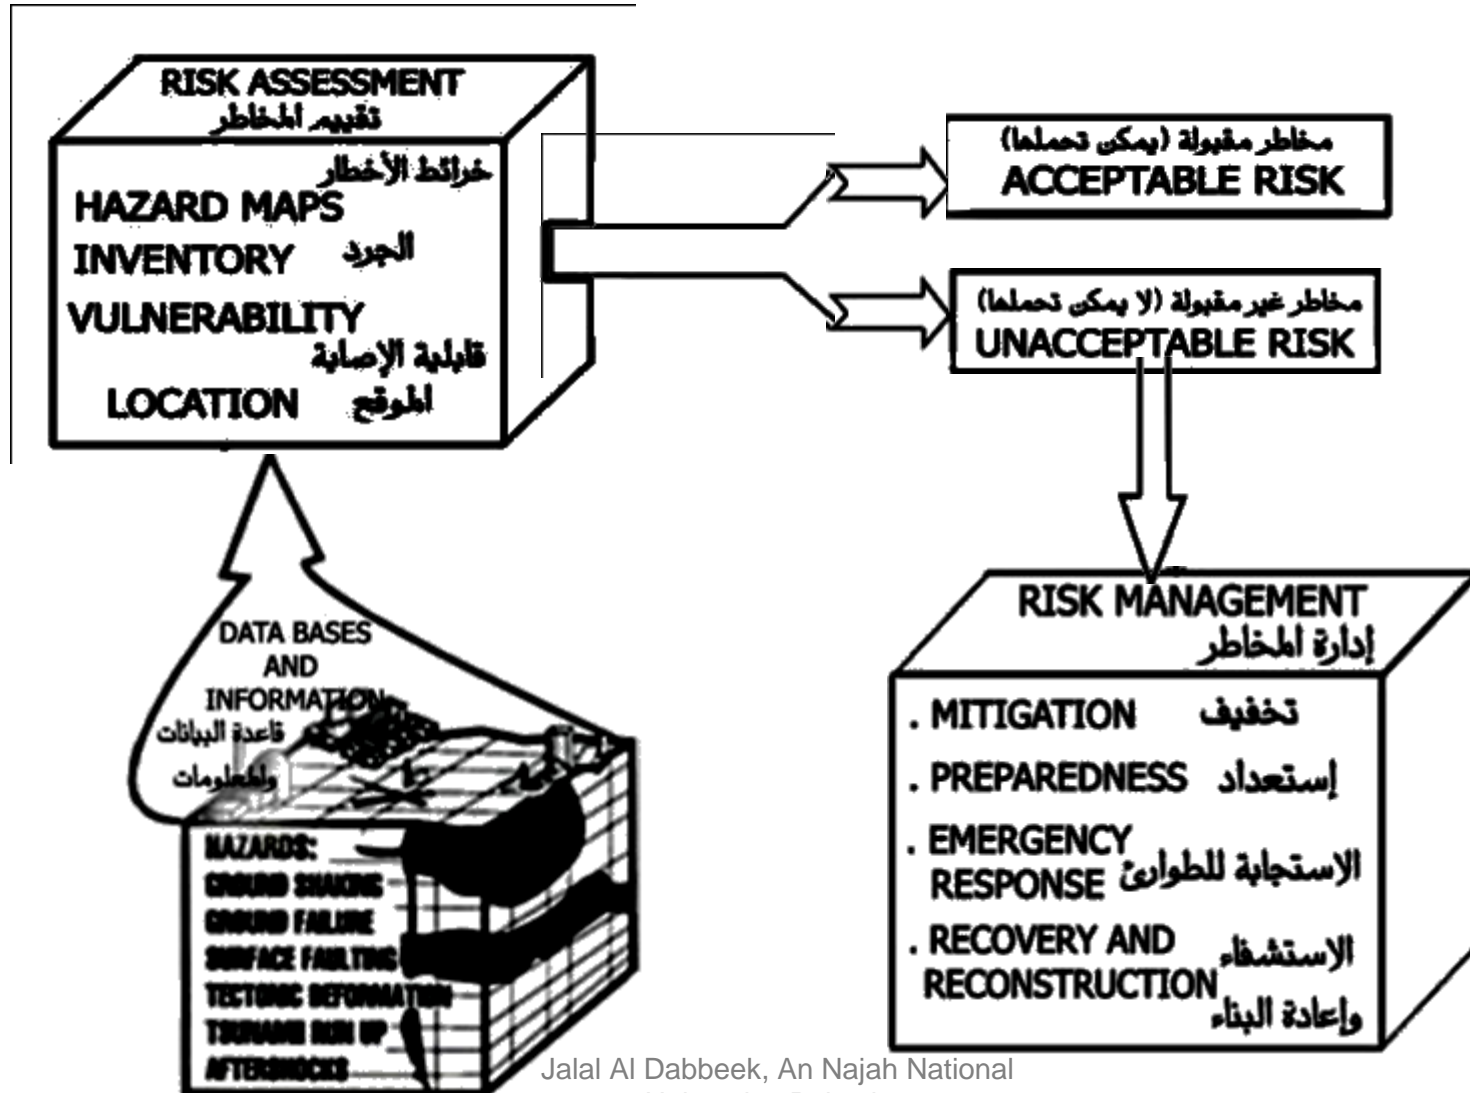 RISK ASSESSMENT
تقييم المخاطر
خرائط الأخطار
HAZARD MAPS
INVENTORY الجرد
VULNERABILITY
قابلية الإصابة
LOCATION الموقع
مخاطر مقبولة (يمكن تحملها)
ACCEPTABLE RISK
مخاطر غير مقبولة (لا يمكن تحملها)
UNACCEPTABLE RISK
DATA BASES
AND
INFORMATION
قاعدة البيانات
والمعلومات
HAZARDS:
GROUND SHAKING
GROUND FAILURE
SURFACE FAULTING
TECTONIC DEFORMATION
TSUNAMI RUN UP
AFTERSHOCKS
RISK MANAGEMENT
إدارة المخاطر
. MITIGATION تخفيف
. PREPAREDNESS إستعداد
. EMERGENCY
RESPONSE الاستجابة للطوارئ
. RECOVERY AND
الاستشفاء
RECONSTRUCTION
وإعادة البناء
Jalal Al Dabbeek, An Najah National